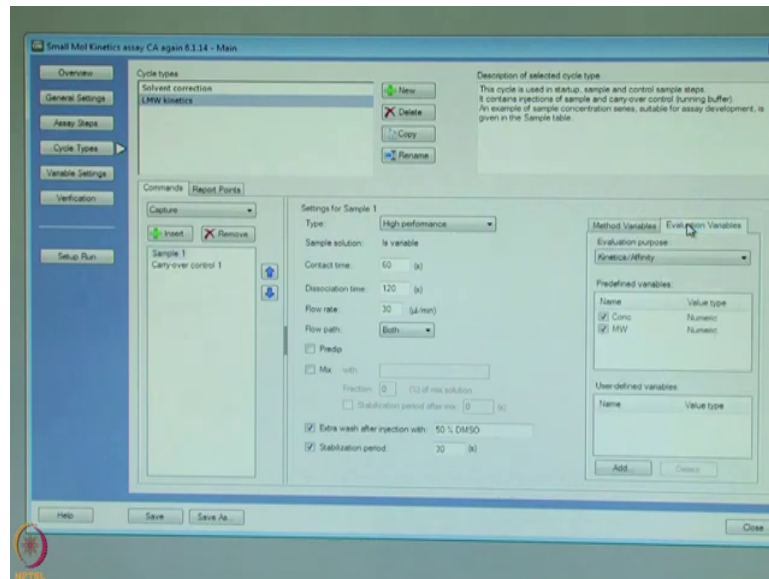 Small Mol Kinetics assay CA again 6.1.14 - Main
Overview
General Settings
Assay Steps
Cycle Types
Variable Settings
Verification
Setup Run
Cycle types
Solvent correction
LMW kinetics
New
Delete
Copy
Rename
Description of selected cycle type
This cycle is used in startup, sample and control sample steps.
It contains injections of sample and carry-over control (running buffer).
An example of sample concentration series, suitable for assay development, is
given in the Sample table.
Commands Report Points
Capture
Insert Remove
Sample 1
Carry-over control 1
Settings for Sample 1
Type: High performance
Sample solution: Is variable
Contact time: 60 (s)
Dissociation time: 120 (s)
Flow rate: 30 (µl/min)
Flow path: Both
Predip
Mix with:
Fraction: 0 (%) of mix solution
Stabilization period after mix: 0 (s)
Extra wash after injection with: 50 % DMSO
Stabilization period: 30 (s)
Method Variables Evaluation Variables
Evaluation purpose:
Kinetics/Affinity
Predefined variables:
Name Value type
Conc Numeric
MW Numeric
User-defined variables:
Name Value type
Add... Delete
Help Save Save As... Close
NPTEL